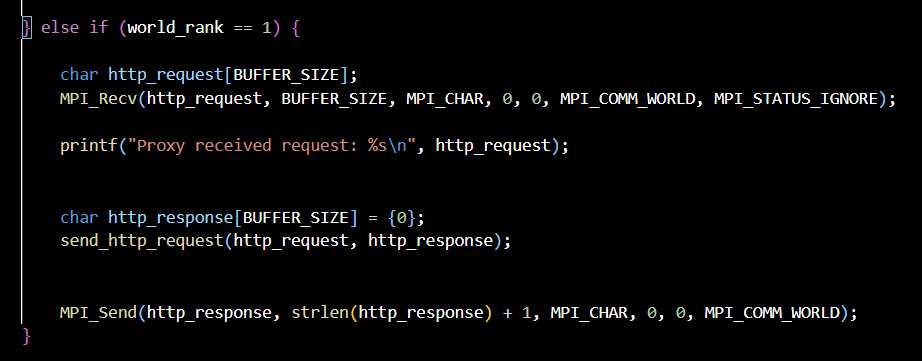 } else if (world_rank == 1) {
char http_request[BUFFER_SIZE];
MPI_Recv(http_request, BUFFER_SIZE, MPI_CHAR, 0, 0, MPI_COMM_WORLD, MPI_STATUS_IGNORE);
printf("Proxy received request: %s\n", http_request);
char http_response[BUFFER_SIZE] = {0};
send_http_request(http_request, http_response);
MPI_Send(http_response, strlen(http_response) + 1, MPI_CHAR, 0, 0, MPI_COMM_WORLD);
}